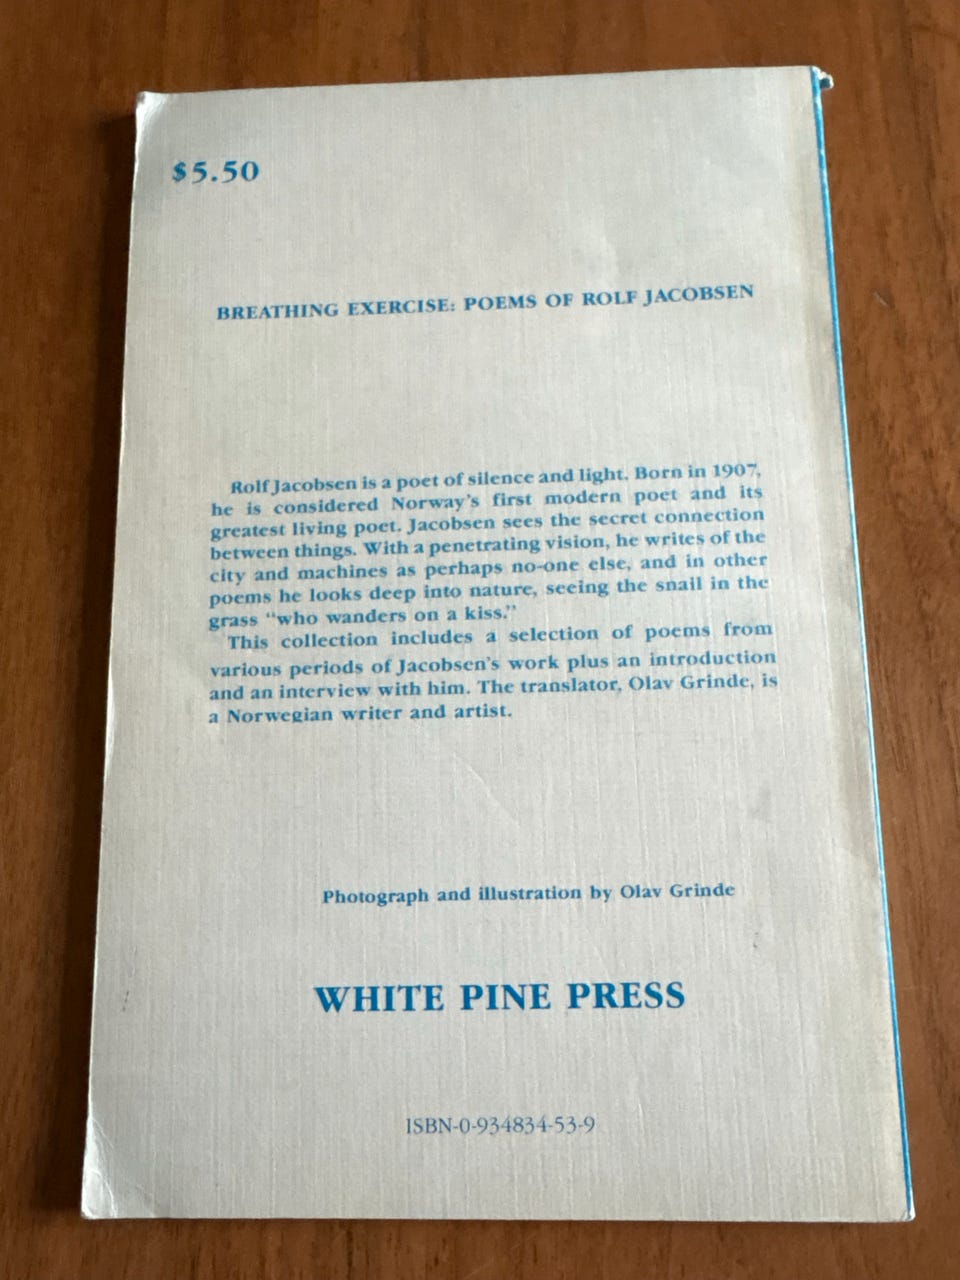 $5.50
BREATHING EXERCISE: POEMS OF ROLF JACOBSEN
Rolf Jacobsen is a poet of silence and light. Born in 1907,
he is considered Norway's first modern poet and its
greatest living poet. Jacobsen sees the secret connection
between things. With a penetrating vision, he writes of the
city and machines as perhaps no-one else, and in other
poems he looks deep into nature, seeing the snail in the
grass "who wanders on a kiss."
This collection includes a selection of poems from
various periods of Jacobsen's work plus an introduction
and an interview with him. The translator, Olav Grinde, is
a Norwegian writer and artist.
Photograph and illustration by Olav Grinde
WHITE PINE PRESS
ISBN-0-934834-53-9